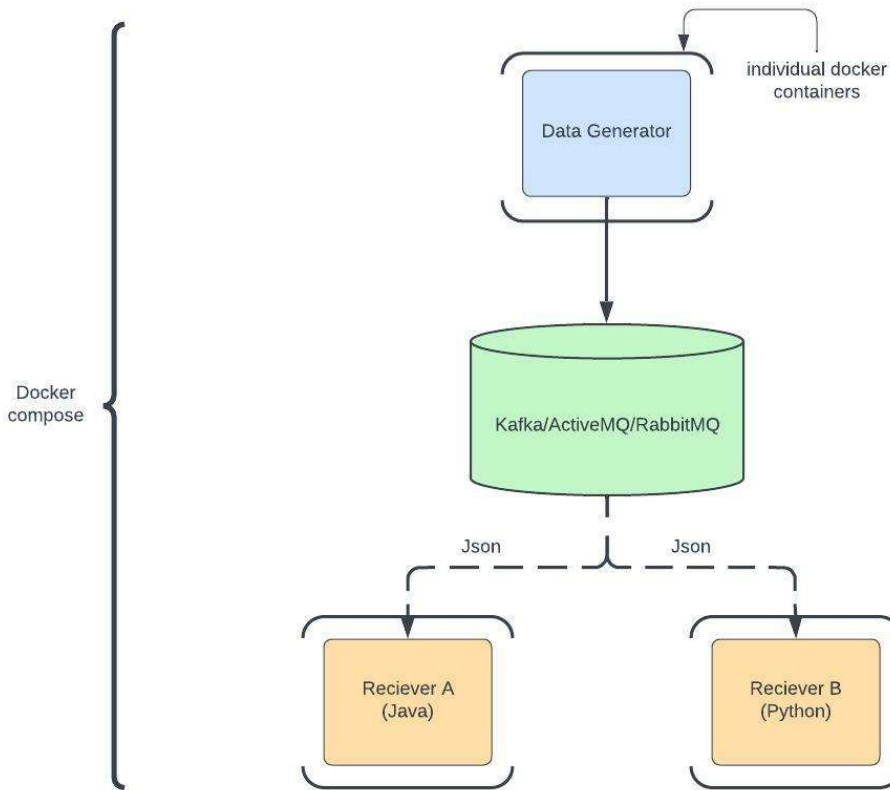 individual docker
containers
Data Generator
Docker
compose
Kafka/ActiveMQ/RabbitMQ
Json
Json
Reciever A
(Java)
Reciever B
(Python)